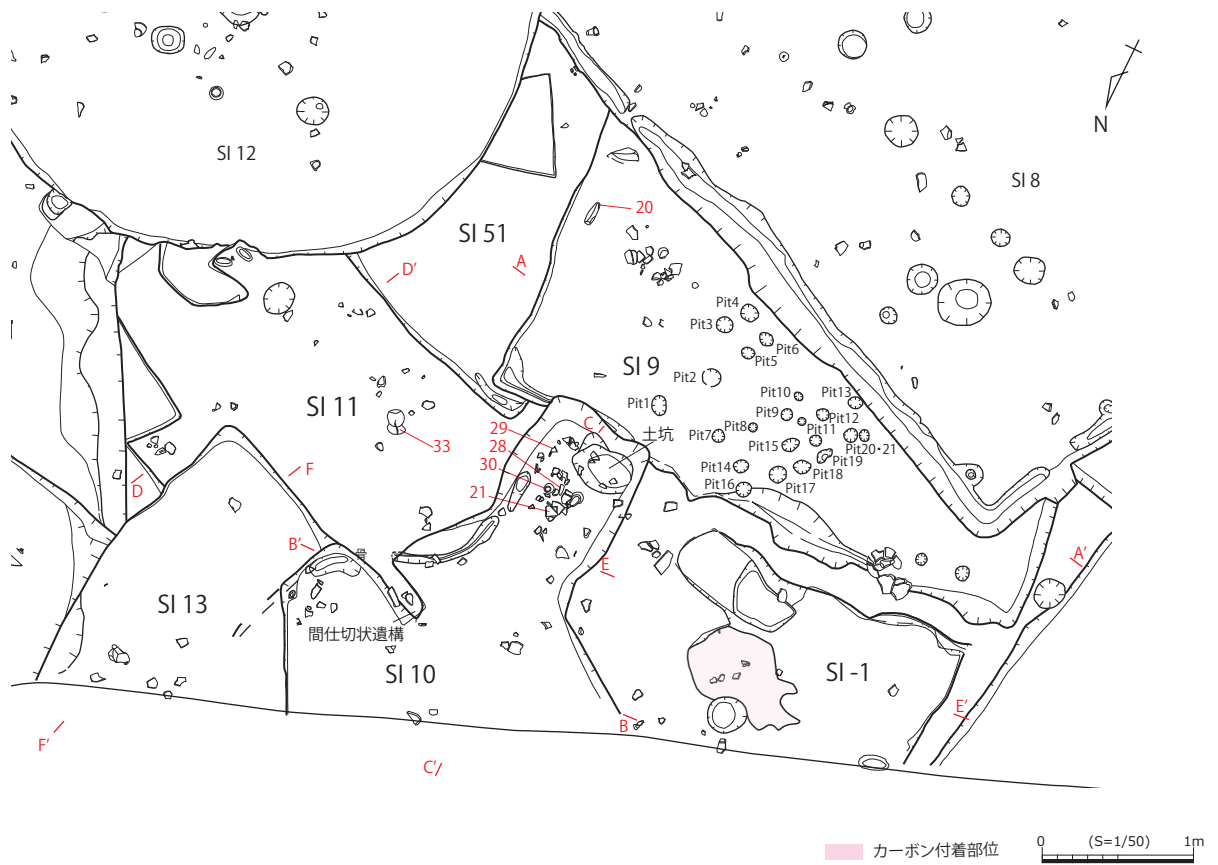 N
SI 12
SI 8
20
SI 51
A
D'
Pit4
Pit3
Pit6
Pit5
SI 9
Pit2
Pit10
Pit13
Pit1
Pit9
Pit12
SI 11
C
33
29
土坑
Pit7
Pit8
Pit11
Pit20・21
Pit15
28
F
Pit19
30
Pit14
Pit18
D
Pit16
Pit17
21
B'
骨
A'
E
SI 13
間仕切状遺構
SI 10
SI -1
E'
B
F'
C'
カーボン付着部位
0 (S=1/50) 1m